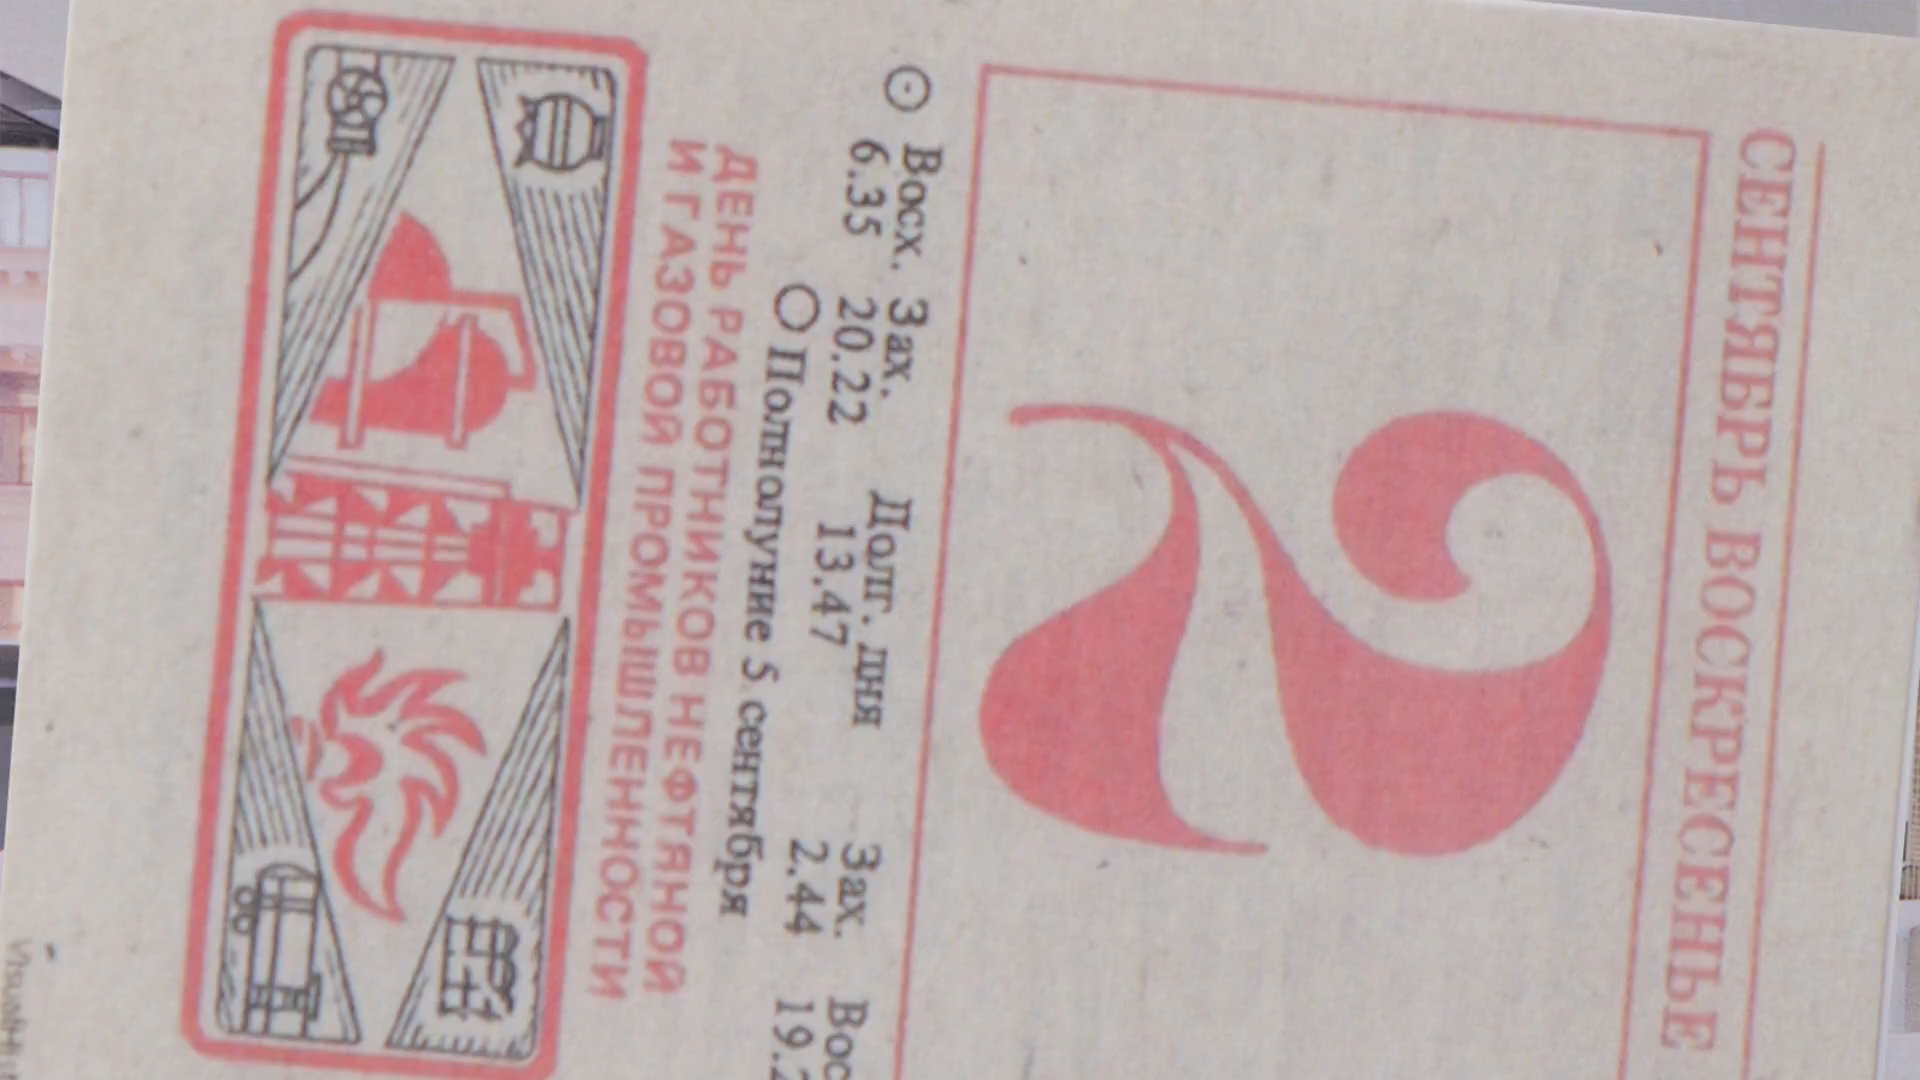 СЕНТЯБРЬ ВОСКРЕСЕНЬЕ
2
Восх. Зах. Долг. дня Зах.
6.35 20.22 13.47 2.44
Полнолуние 5 сентября
ДЕНЬ РАБОТНИКОВ НЕФТЯНОЙ
И ГАЗОВОЙ ПРОМЫШЛЕННОСТИ